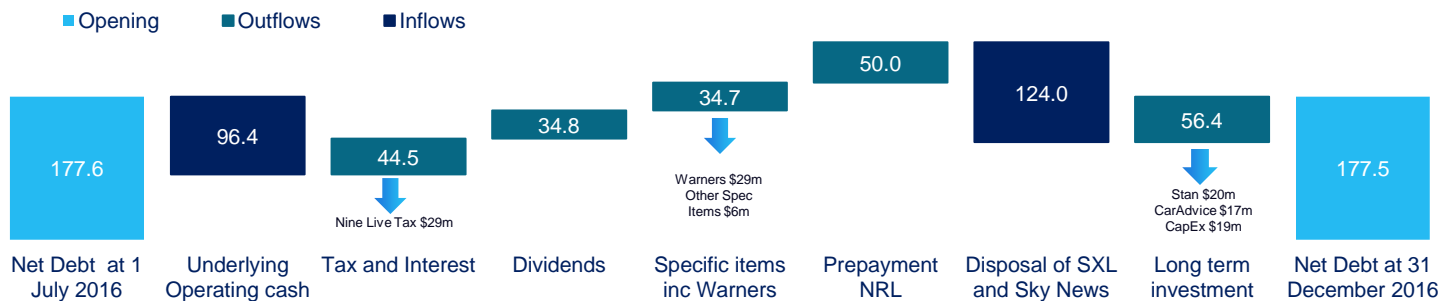 Opening Outflows Inflows
177.6
96.4
44.5
34.8
34.7
50.0
124.0
56.4
177.5
Nine Live Tax $29m
Warners $29m
Other Spec
Items $6m
Stan $20m
CarAdvice $17m
CapEx $19m
Net Debt at 1
July 2016
Underlying
Operating cash
Tax and Interest
Dividends
Specific items
inc Warners
Prepayment
NRL
Disposal of SXL
and Sky News
Long term
investment
Net Debt at 31
December 2016